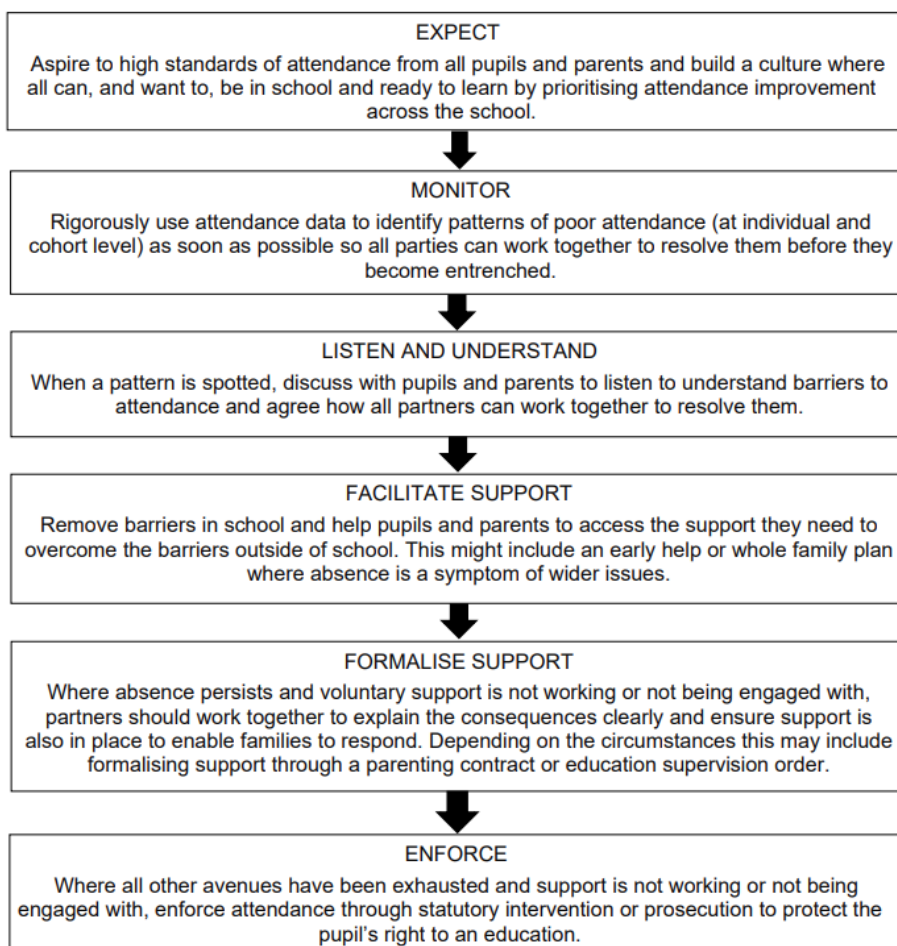 EXPECT
Aspire to high standards of attendance from all pupils and parents and build a culture where
all can, and want to, be in school and ready to learn by prioritising attendance improvement
across the school.
MONITOR
Rigorously use attendance data to identify patterns of poor attendance (at individual and
cohort level) as soon as possible so all parties can work together to resolve them before they
become entrenched.
LISTEN AND UNDERSTAND
When a pattern is spotted, discuss with pupils and parents to listen to understand barriers to
attendance and agree how all partners can work together to resolve them.
FACILITATE SUPPORT
Remove barriers in school and help pupils and parents to access the support they need to
overcome the barriers outside of school. This might include an early help or whole family plan
where absence is a symptom of wider issues.
FORMALISE SUPPORT
Where absence persists and voluntary support is not working or not being engaged with,
partners should work together to explain the consequences clearly and ensure support is
also in place to enable families to respond. Depending on the circumstances this may include
formalising support through a parenting contract or education supervision order.
ENFORCE
Where all other avenues have been exhausted and support is not working or not being
engaged with, enforce attendance through statutory intervention or prosecution to protect the
pupil's right to an education.